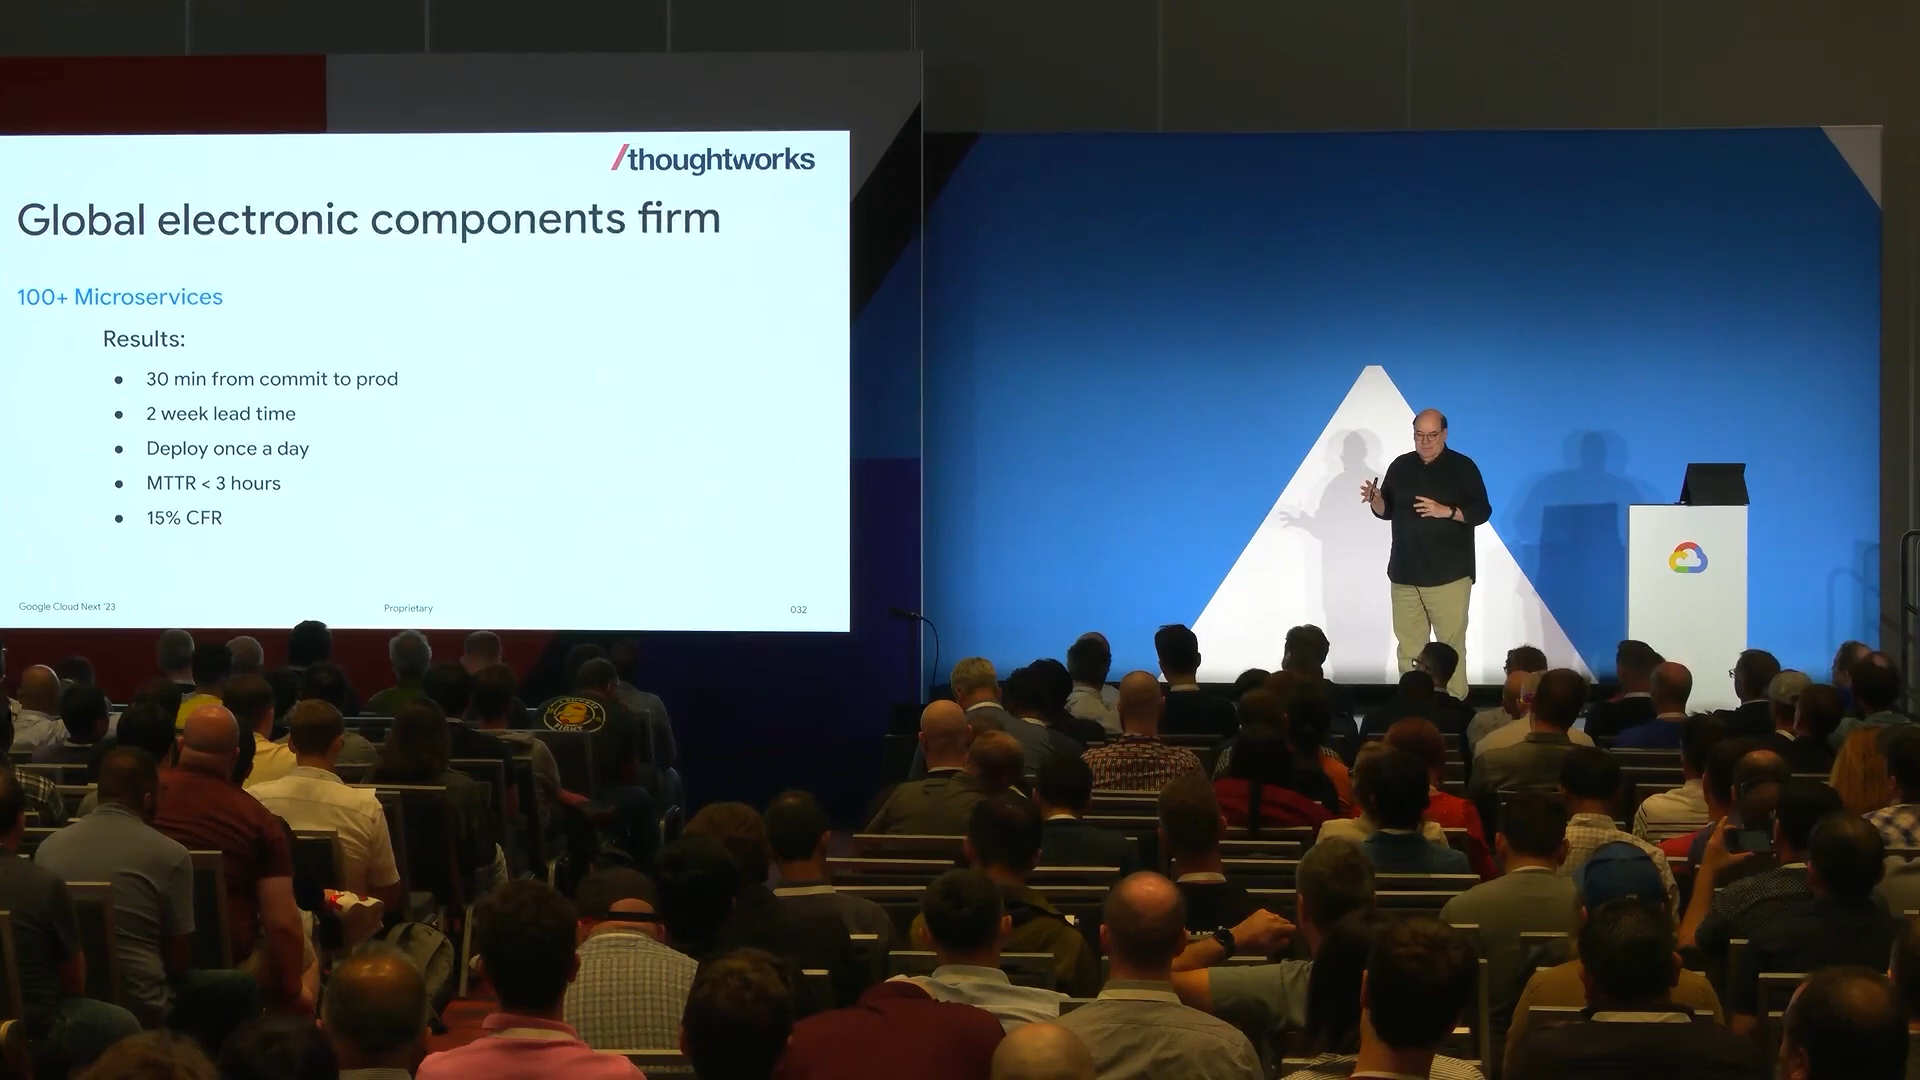 /thoughtworks
Global electronic components firm
100+ Microservices
Results:
● 30 min from commit to prod
● 2 week lead time
● Deploy once a day
● MTTR < 3 hours
● 15% CFR
Google Cloud Next '23
Proprietary
032